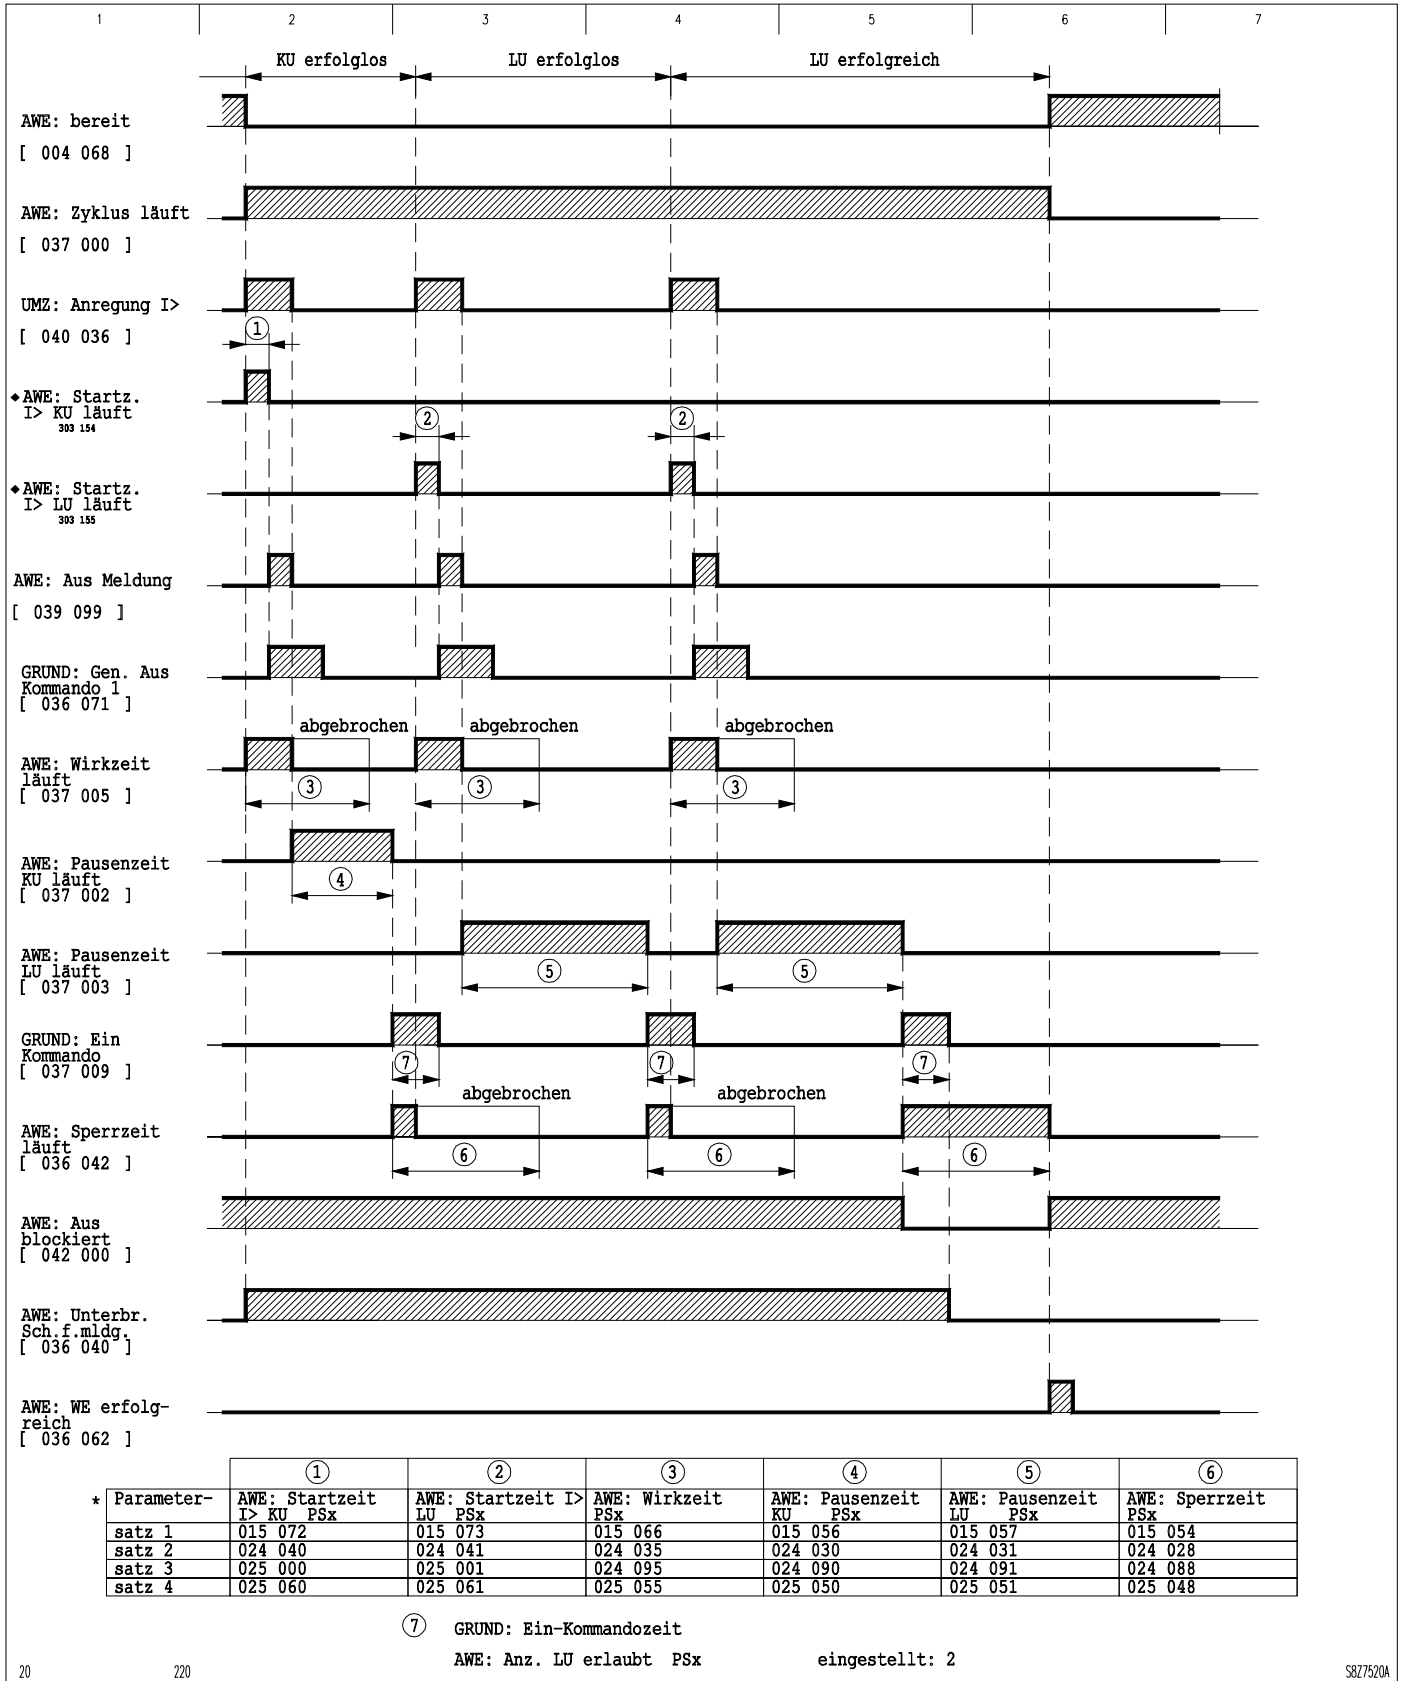 1 2 3 4 5 6 7
KU erfolglos LU erfolglos LU erfolgreich
AWE: bereit
[ 004 068 ]
AWE: Zyklus läuft
[ 037 000 ]
UMZ: Anregung I>
[ 040 036 ]
1
◆AWE: Startz.
I> KU läuft
303 154
2 2
◆AWE: Startz.
I> LU läuft
303 155
AWE: Aus Meldung
[ 039 099 ]
GRUND: Gen. Aus
Kommando 1
[ 036 071 ]
abgebrochen abgebrochen abgebrochen
AWE: Wirkzeit
läuft
[ 037 005 ]
3 3 3
AWE: Pausenzeit
KU läuft
[ 037 002 ]
4
AWE: Pausenzeit
LU läuft
[ 037 003 ]
5 5
GRUND: Ein
Kommando
[ 037 009 ]
7 7 7
abgebrochen abgebrochen
AWE: Sperrzeit
läuft
[ 036 042 ]
6 6 6
AWE: Aus
blockiert
[ 042 000 ]
AWE: Unterbr.
Sch.f.mldg.
[ 036 040 ]
AWE: WE erfolg-
reich
[ 036 062 ]
1 2 3 4 5 6
* Parameter- AWE: Startzeit AWE: Startzeit I> AWE: Wirkzeit AWE: Pausenzeit AWE: Pausenzeit AWE: Sperrzeit
I> KU PSx LU PSx PSx KU PSx LU PSx PSx
satz 1 015 072 015 073 015 066 015 056 015 057 015 054
satz 2 024 040 024 041 024 035 024 030 024 031 024 028
satz 3 025 000 025 001 024 095 024 090 024 091 024 088
satz 4 025 060 025 061 025 055 025 050 025 051 025 048
7 GRUND: Ein-Kommandozeit
AWE: Anz. LU erlaubt PSx eingestellt: 2
20 220 S8Z7520A